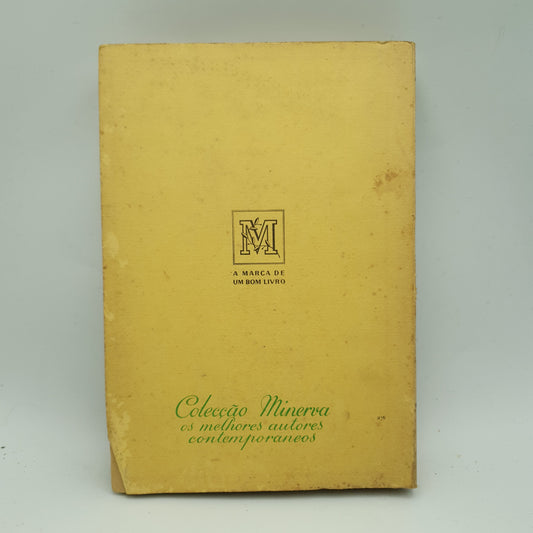 M
A MARCA DE
UM BOM LIVRO
Colecção Minerva
os melhores autores
contemporaneos